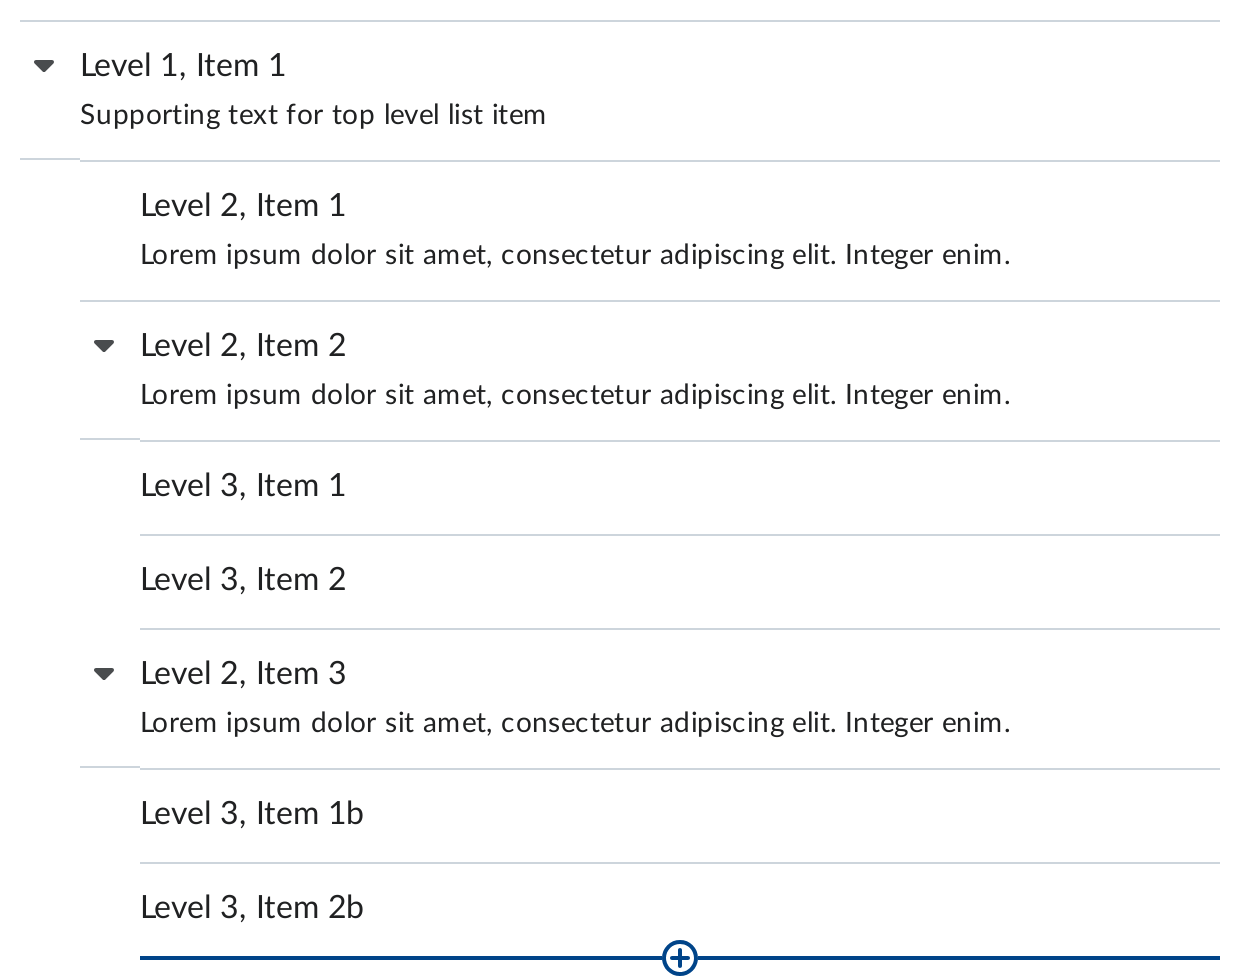 Level 1, Item 1
Supporting text for top level list item
Level 2, Item 1
Lorem ipsum dolor sit amet, consectetur adipiscing elit. Integer enim.
Level 2, Item 2
Lorem ipsum dolor sit amet, consectetur adipiscing elit. Integer enim.
Level 3, Item 1
Level 3, Item 2
Level 2, Item 3
Lorem ipsum dolor sit amet, consectetur adipiscing elit. Integer enim.
Level 3, Item 1b
Level 3, Item 2b